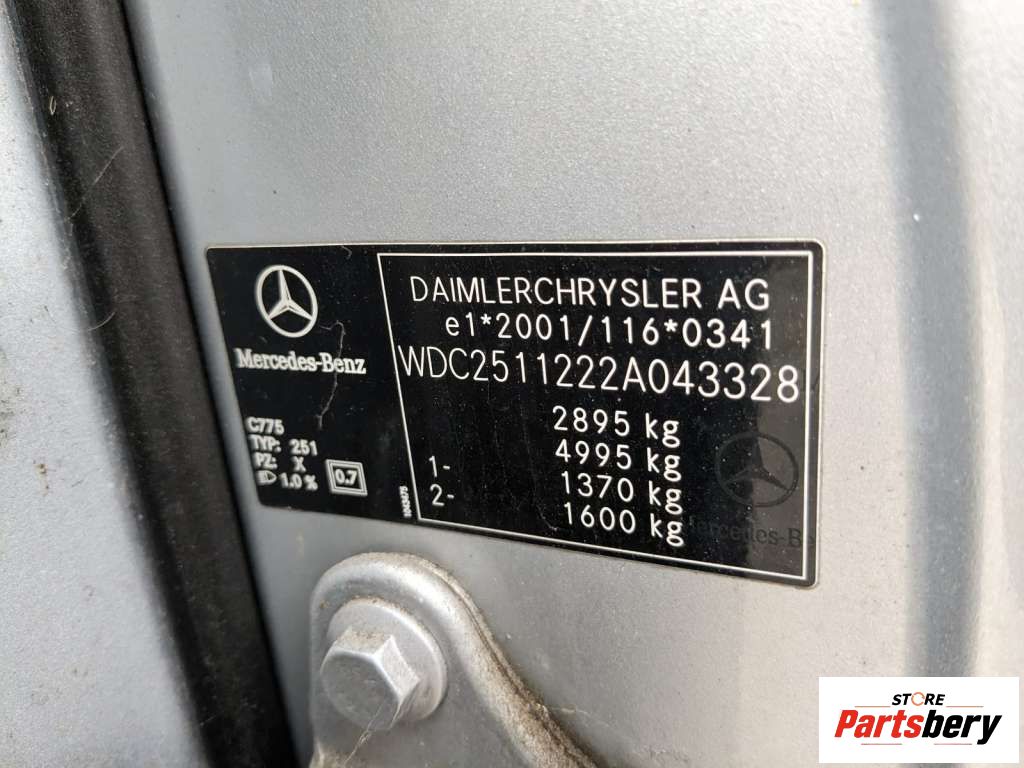 Mercedes-Benz
C775
TYP: 251
PZ: X
1.0 %
0.7
DAIMLERCHRYSLER AG
e1*2001/116*0341
WDC2511222A043328
2895 kg
4995 kg
1- 1370 kg
2- 1600 kg
STORE
Partsbery